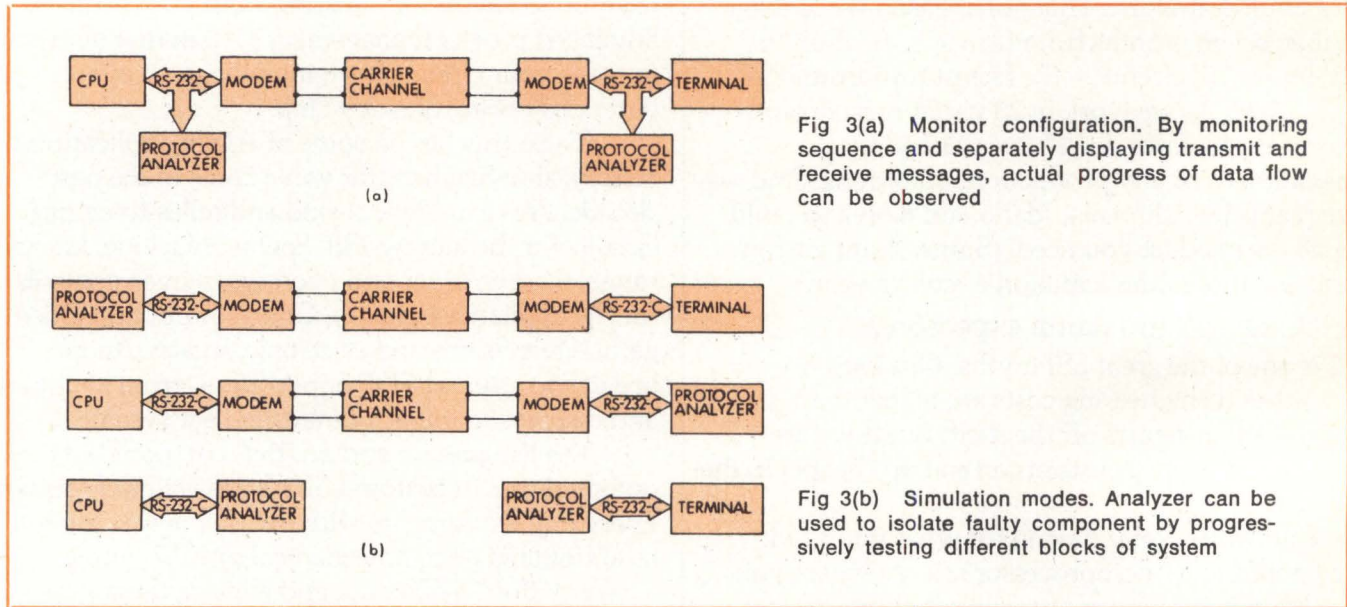 CPU
RS-232-C
MODEM
CARRIER
CHANNEL
MODEM
RS-232-C
TERMINAL
PROTOCOL
ANALYZER
PROTOCOL
ANALYZER
(a)
Fig 3(a) Monitor configuration. By monitoring
sequence and separately displaying transmit and
receive messages, actual progress of data flow
can be observed
PROTOCOL
ANALYZER
RS-232-C
MODEM
CARRIER
CHANNEL
MODEM
RS-232-C
TERMINAL
CPU
RS-232-C
MODEM
CARRIER
CHANNEL
MODEM
RS-232-C
PROTOCOL
ANALYZER
CPU
RS-232-C
PROTOCOL
ANALYZER
PROTOCOL
ANALYZER
RS-232-C
TERMINAL
(b)
Fig 3(b) Simulation modes. Analyzer can be
used to isolate faulty component by progres-
sively testing different blocks of system